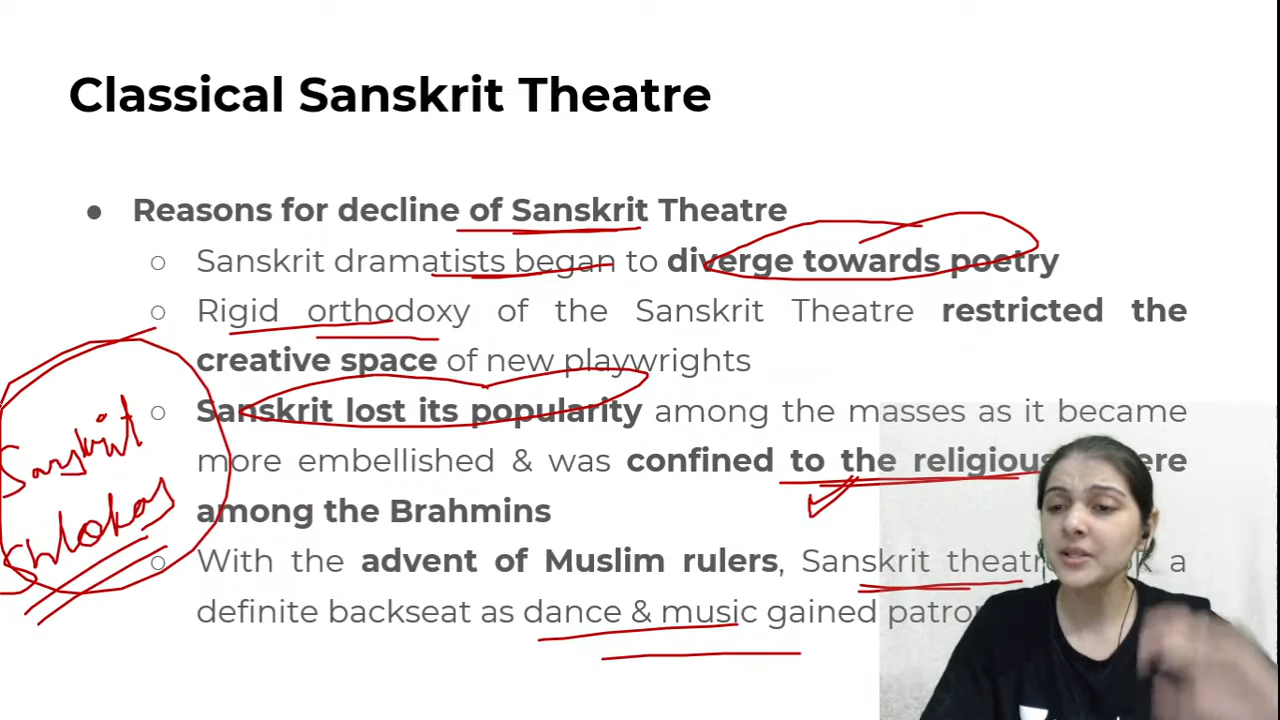 Classical Sanskrit Theatre
● Reasons for decline of Sanskrit Theatre
○ Sanskrit dramatists began to diverge towards poetry
○ Rigid orthodoxy of the Sanskrit Theatre restricted the
creative space of new playwrights
○ Sanskrit lost its popularity among the masses as it became
more embellished & was confined to the religious ere
among the Brahmins
○ With the advent of Muslim rulers, Sanskrit theatre k a
definite backseat as dance & music gained patro
Sanskrit
Shlokas